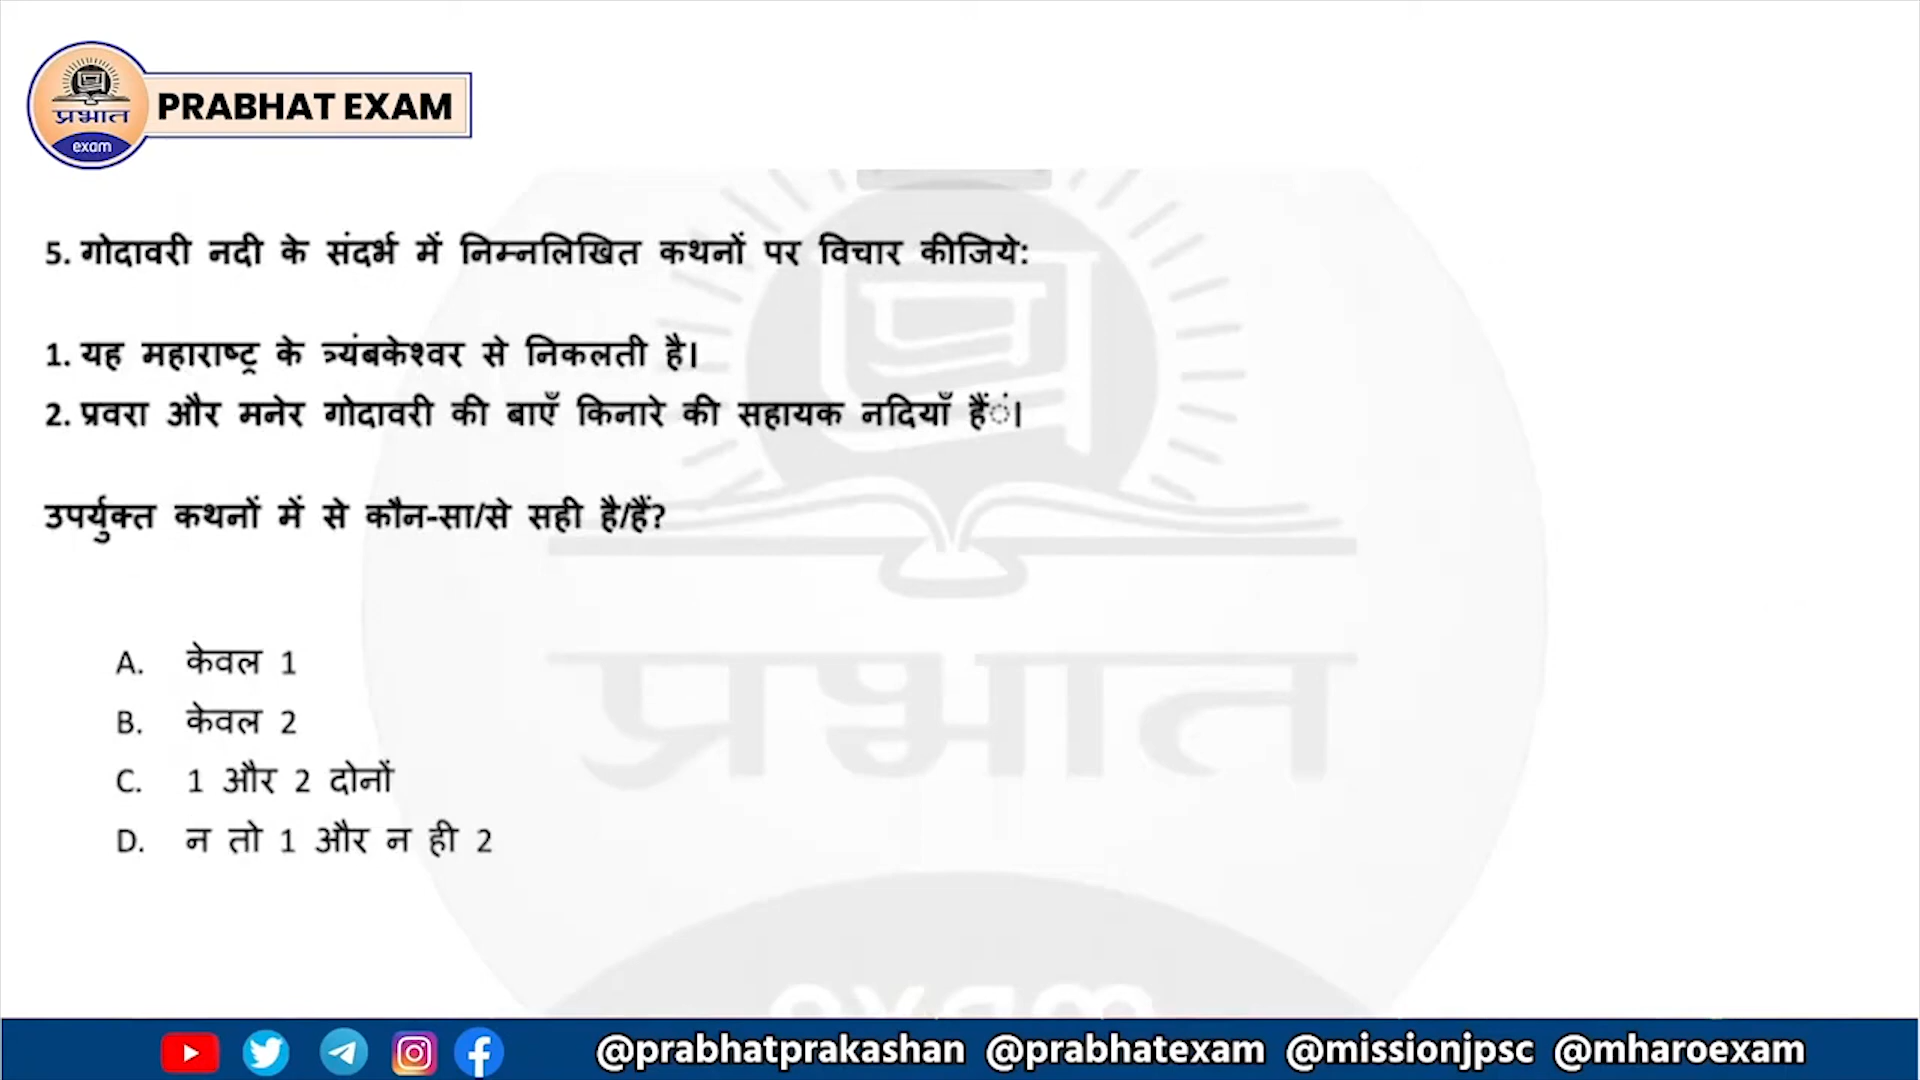 प्रभात
exam
PRABHAT EXAM
5. गोदावरी नदी के संदर्भ में निम्नलिखित कथनों पर विचार कीजिये:
1. यह महाराष्ट्र के त्र्यंबकेश्वर से निकलती है।
2. प्रवरा और मनेर गोदावरी की बाएँ किनारे की सहायक नदियाँ हैंं।
उपर्युक्त कथनों में से कौन-सा/से सही है/हैं?
A. केवल 1
B. केवल 2
C. 1 और 2 दोनों
D. न तो 1 और न ही 2
प्रभात
exam
@prabhatprakashan @prabhatexam @missionjpsc @mharoexam